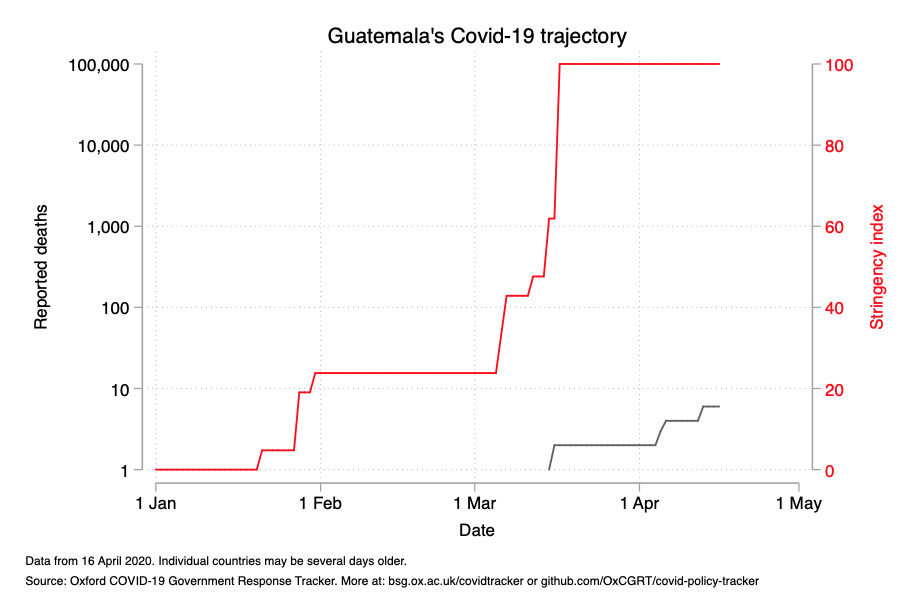 Guatemala's Covid-19 trajectory
100,000
10,000
1,000
100
10
1
Reported deaths
100
80
60
40
20
0
Stringency index
1 Jan
1 Feb
1 Mar
1 Apr
1 May
Date
Data from 16 April 2020. Individual countries may be several days older.
Source: Oxford COVID-19 Government Response Tracker. More at: bsg.ox.ac.uk/covidtracker or github.com/OxCGRT/covid-policy-tracker